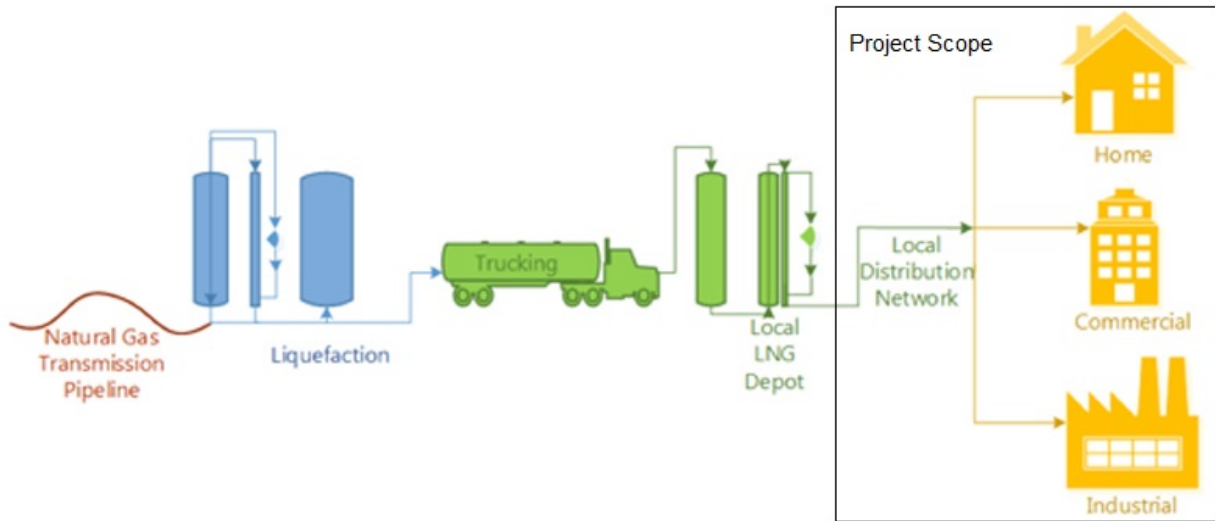 Project Scope
Home
Trucking
Local
Distribution
Network
Commercial
Natural Gas
Transmission
Pipeline
Liquefaction
Local
LNG
Depot
Industrial